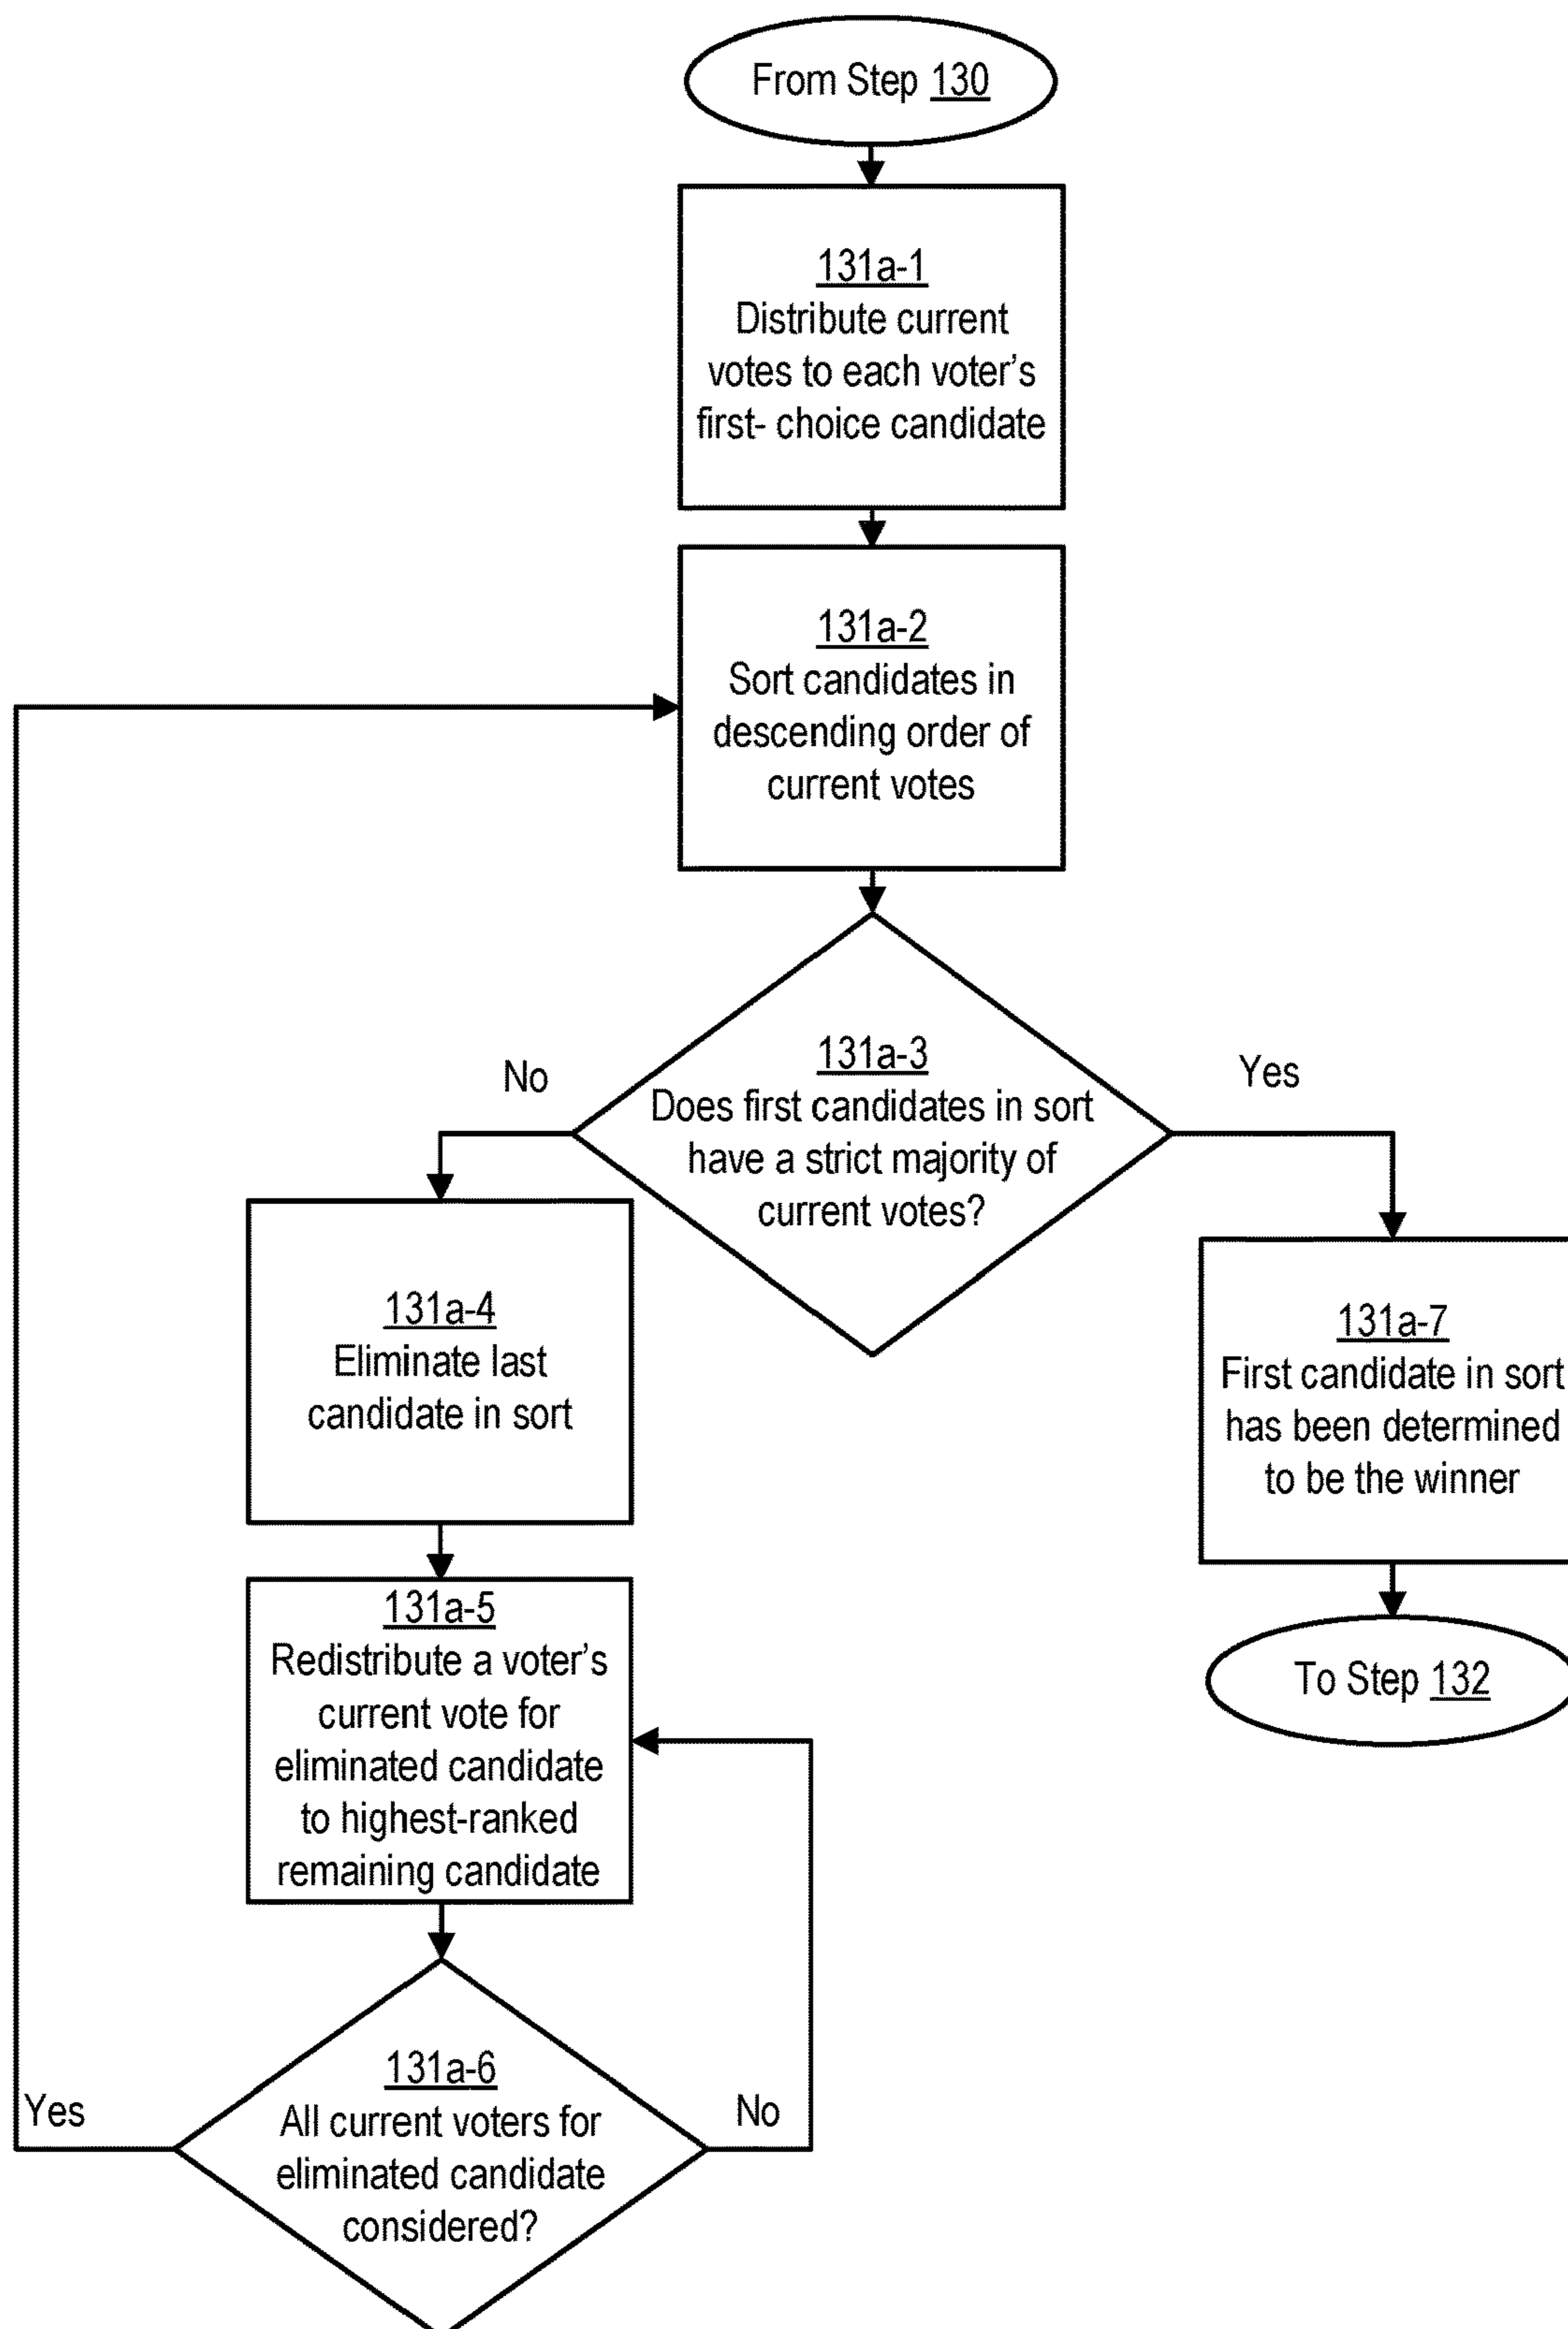 From Step 130
131a-1
Distribute current
votes to each voter's
first- choice candidate
131a-2
Sort candidates in
descending order of
current votes
131a-3
Does first candidates in sort
have a strict majority of
current votes?
No
Yes
131a-4
Eliminate last
candidate in sort
131a-7
First candidate in sort
has been determined
to be the winner
131a-5
Redistribute a voter's
current vote for
eliminated candidate
to highest-ranked
remaining candidate
To Step 132
131a-6
All current voters for
eliminated candidate
considered?
Yes
No